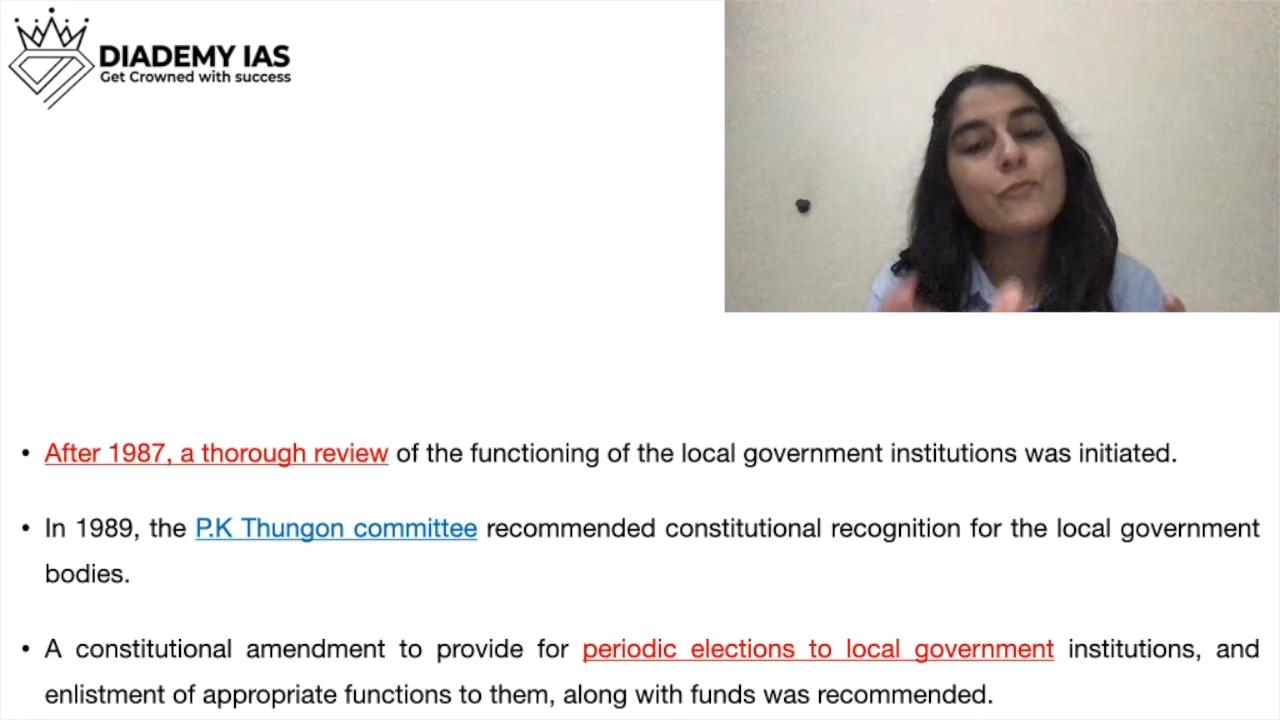 DIADEMY IAS
Get Crowned with success
• After 1987, a thorough review of the functioning of the local government institutions was initiated.
• In 1989, the P.K Thungon committee recommended constitutional recognition for the local government
bodies.
• A constitutional amendment to provide for periodic elections to local government institutions, and
enlistment of appropriate functions to them, along with funds was recommended.